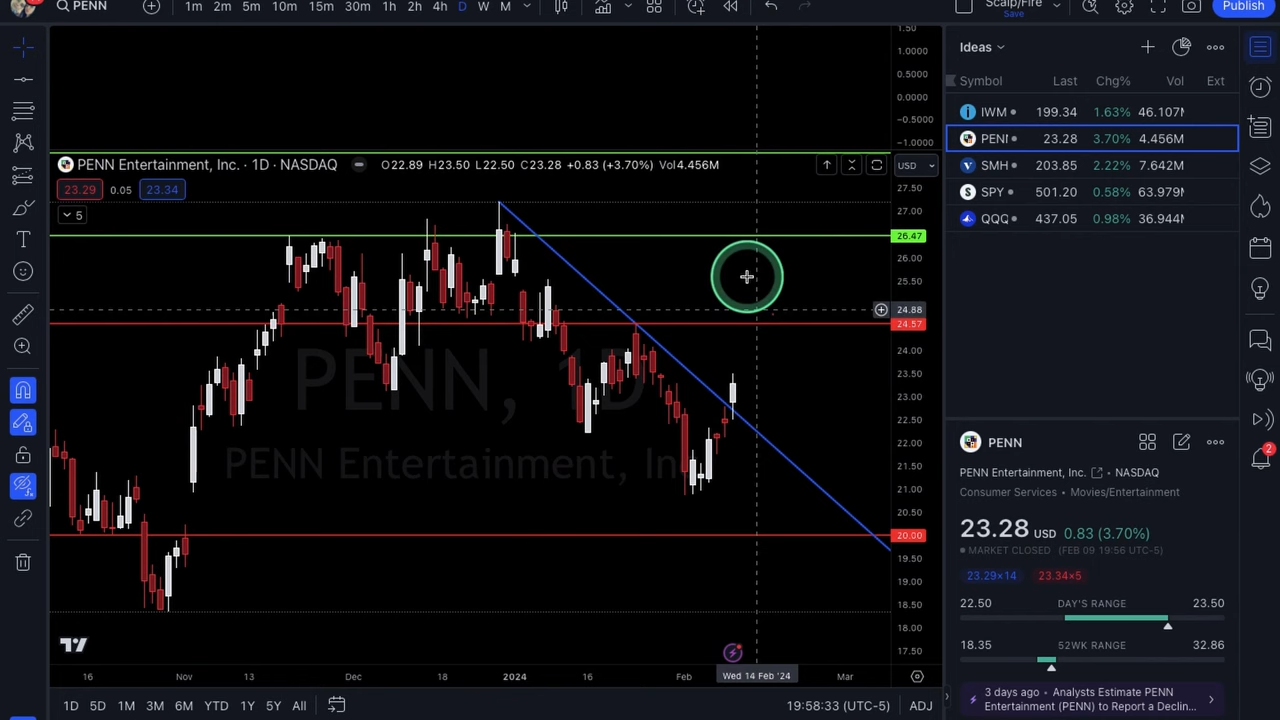 PENN 1m 2m 5m 10m 15m 30m 1h 2h 4h D W M Scalp/Fire Save Publish
1.50
1.0000
0.5000
0.0000
−0.5000
−1.0000
PENN Entertainment, Inc. · 1D · NASDAQ O22.89 H23.50 L22.50 C23.28 +0.83 (+3.70%) Vol4.456M USD
23.29 0.05 23.34
5
27.50
27.00
26.47
26.00
25.50
24.88
24.57
24.00
23.50
23.00
22.50
22.00
21.50
21.00
20.50
20.00
19.50
19.00
18.50
18.00
17.50
PENN, 1D
PENN Entertainment, In
16 Nov 13 Dec 18 2024 16 Feb Wed 14 Feb '24 Mar
1D 5D 1M 3M 6M YTD 1Y 5Y All 19:58:33 (UTC-5) ADJ
Ideas
Symbol Last Chg% Vol Ext
IWM 199.34 1.63% 46.107M
PENI 23.28 3.70% 4.456M
SMH 203.85 2.22% 7.642M
SPY 501.20 0.58% 63.979M
QQQ 437.05 0.98% 36.944M
2
PENN
PENN Entertainment, Inc. • NASDAQ
Consumer Services • Movies/Entertainment
23.28 USD 0.83 (3.70%)
MARKET CLOSED (FEB 09 19:56 UTC-5)
23.29×14 23.34×5
22.50 DAY'S RANGE 23.50
18.35 52WK RANGE 32.86
3 days ago • Analysts Estimate PENN
Entertainment (PENN) to Report a Declin...